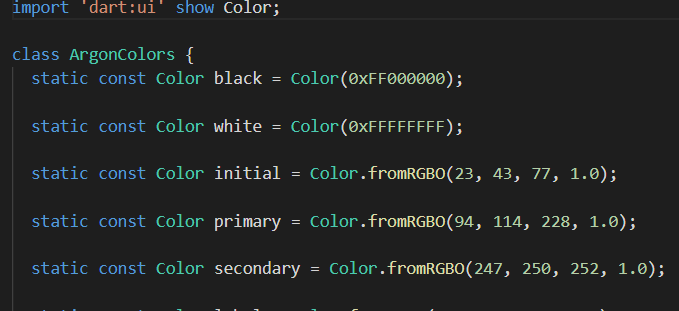 import 'dart:ui' show Color;
class ArgonColors {
static const Color black = Color(0xFF000000);
static const Color white = Color(0xFFFFFFFF);
static const Color initial = Color.fromRGBO(23, 43, 77, 1.0);
static const Color primary = Color.fromRGBO(94, 114, 228, 1.0);
static const Color secondary = Color.fromRGBO(247, 250, 252, 1.0);